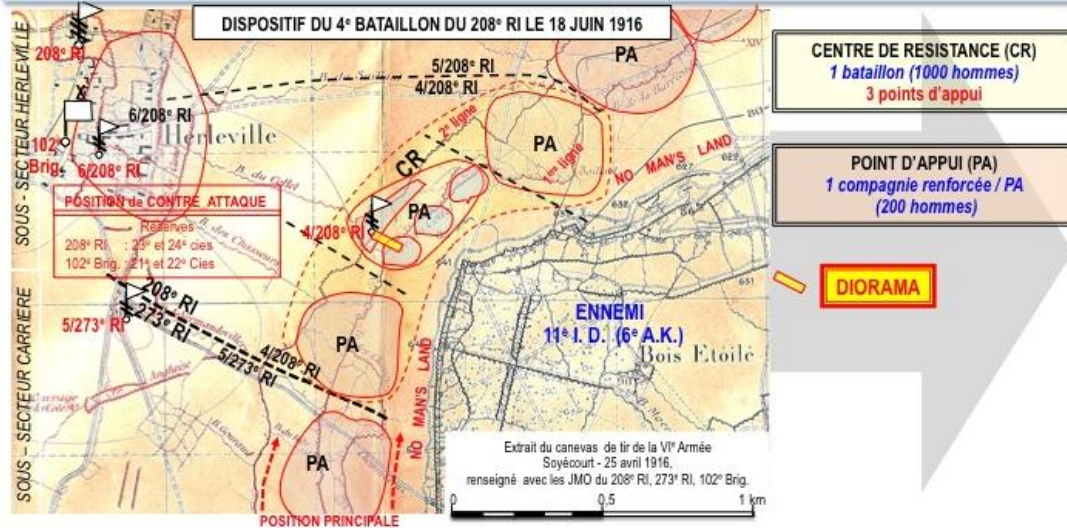 DISPOSITIF DU 4e BATAILLON DU 208e RI LE 18 JUIN 1916
CENTRE DE RESISTANCE (CR)
1 bataillon (1000 hommes)
3 points d'appui
POINT D'APPUI (PA)
1 compagnie renforcée / PA
(200 hommes)
DIORAMA
SOUS - SECTEUR HERLEVILLE
SOUS - SECTEUR CARRIERE
208e RI
PA
5/208e RI
4/208e RI
6/208e RI
Herleville
102e
Brig.
6/208e RI
2e ligne
1ère ligne
CR
PA
NO MAN'S LAND
B. du Collet
POSITION de CONTRE ATTAQUE
Réserves
208e RI : 23e et 24e cies
102e Brig. : 21e et 22e Cies
B. des Chasseurs
PA
4/208e RI
208e RI
273e RI
5/273e RI
4/208e RI
5/273e RI
PA
ENNEMI
11e I. D. (6e A.K.)
Bois Etoilé
NO MAN'S LAND
PA
POSITION PRINCIPALE
Extrait du canevas de tir de la VIe Armée
Soyécourt - 25 avril 1916,
renseigné avec les JMO du 208e RI, 273e RI, 102e Brig.
0 0,5 1 km